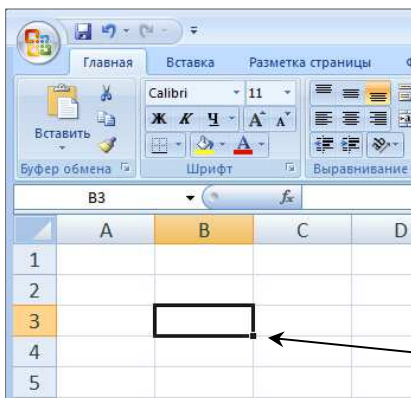 Главная Вставка Разметка страницы
Calibri 11
Вставить Ж К Ч А А
А
Буфер обмена Шрифт Выравнивание
B3 fx
A B C D
1
2
3
4
5